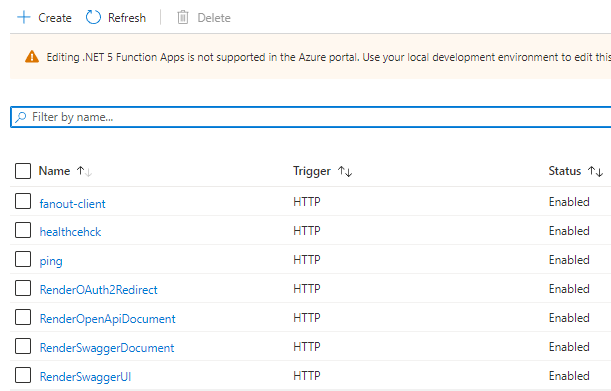 Create Refresh Delete
Editing .NET 5 Function Apps is not supported in the Azure portal. Use your local development environment to edit this
Filter by name...
Name Trigger Status
fanout-client HTTP Enabled
healthcehck HTTP Enabled
ping HTTP Enabled
RenderOAuth2Redirect HTTP Enabled
RenderOpenApiDocument HTTP Enabled
RenderSwaggerDocument HTTP Enabled
RenderSwaggerUI HTTP Enabled